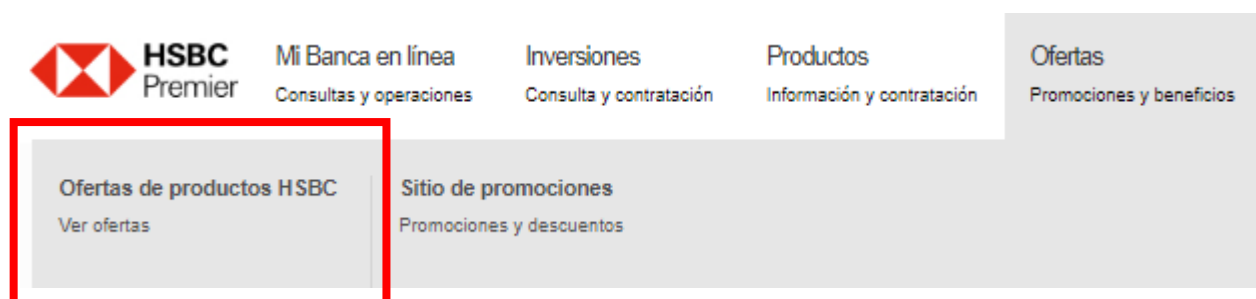 HSBC
Premier
Mi Banca en línea
Consultas y operaciones
Inversiones
Consulta y contratación
Productos
Información y contratación
Ofertas
Promociones y beneficios
Ofertas de productos HSBC
Ver ofertas
Sitio de promociones
Promociones y descuentos